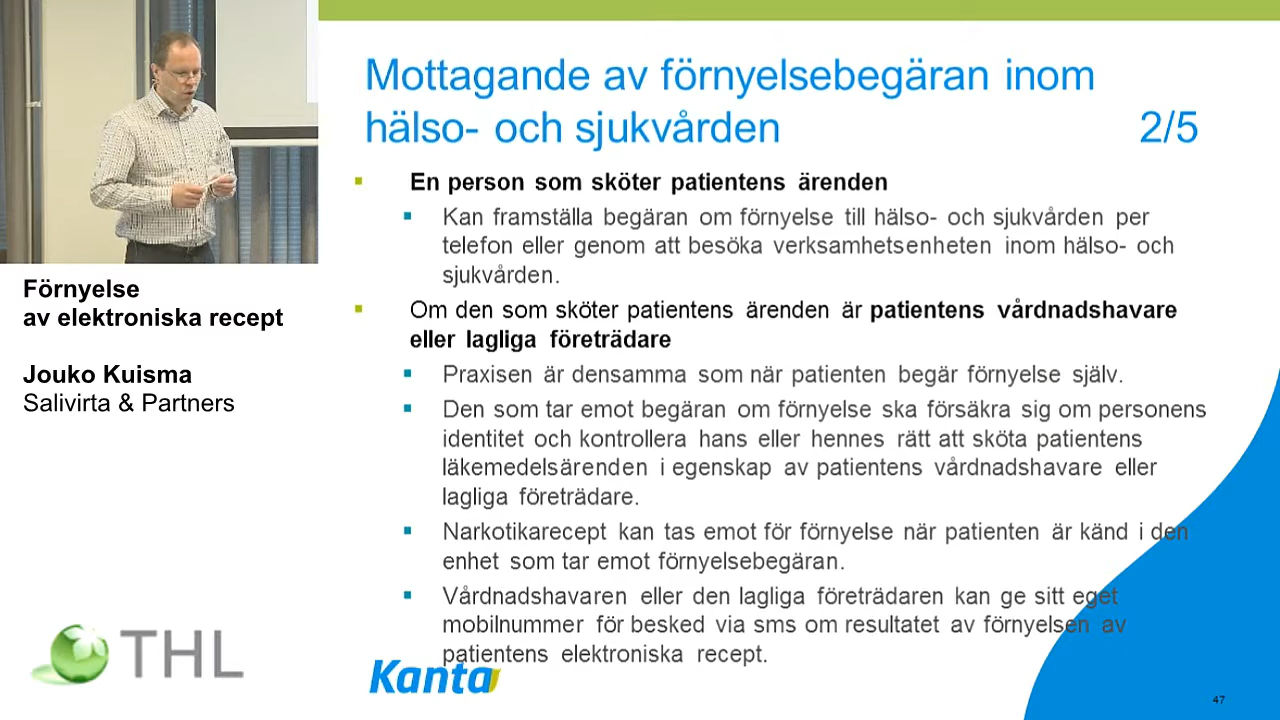 Mottagande av förnyelsebegäran inom
hälso- och sjukvården 2/5
▪ En person som sköter patientens ärenden
▪ Kan framställa begäran om förnyelse till hälso- och sjukvården per
telefon eller genom att besöka verksamhetsenheten inom hälso- och
sjukvården.
▪ Om den som sköter patientens ärenden är patientens vårdnadshavare
eller lagliga företrädare
▪ Praxisen är densamma som när patienten begär förnyelse själv.
▪ Den som tar emot begäran om förnyelse ska försäkra sig om personens
identitet och kontrollera hans eller hennes rätt att sköta patientens
läkemedelsärenden i egenskap av patientens vårdnadshavare eller
lagliga företrädare.
▪ Narkotikarecept kan tas emot för förnyelse när patienten är känd i den
enhet som tar emot förnyelsebegäran.
▪ Vårdnadshavaren eller den lagliga företrädaren kan ge sitt eget
mobilnummer för besked via sms om resultatet av förnyelsen av
patientens elektroniska recept.
Förnyelse
av elektroniska recept
Jouko Kuisma
Salivirta & Partners
THL
Kanta
47